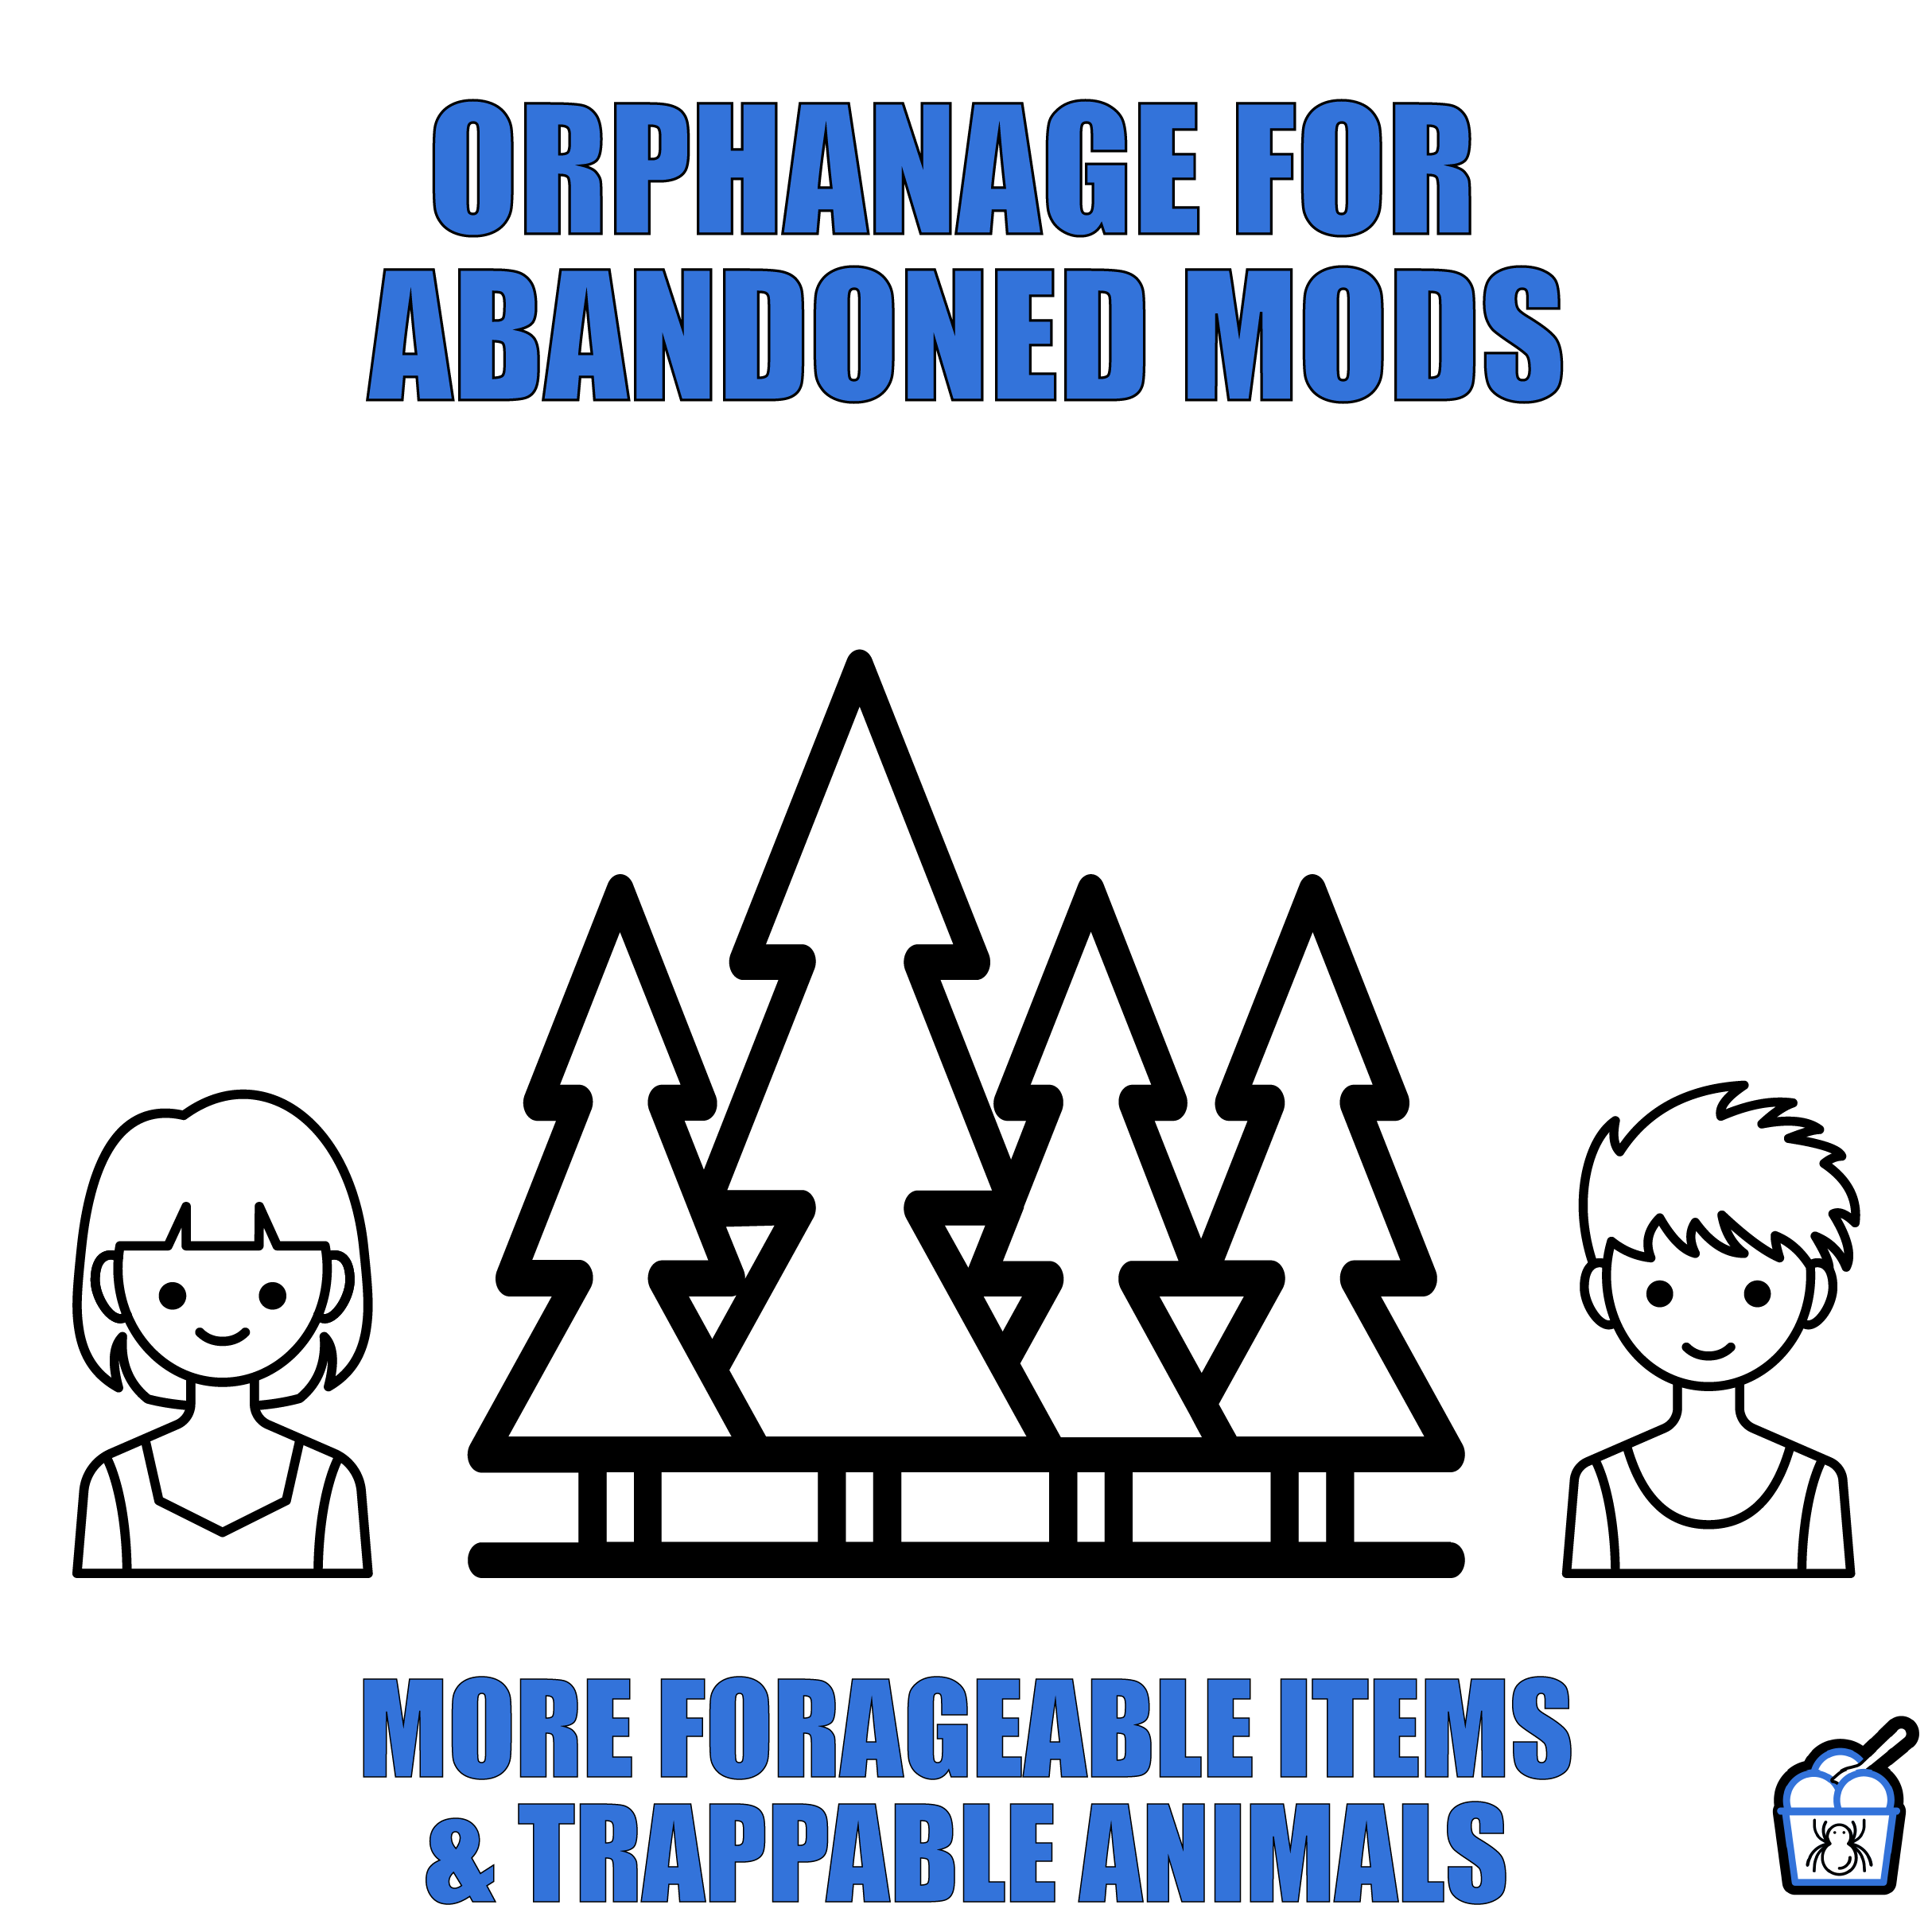 ORPHANAGE FOR
ABANDONED MODS
MORE FORAGEABLE ITEMS
& TRAPPABLE ANIMALS